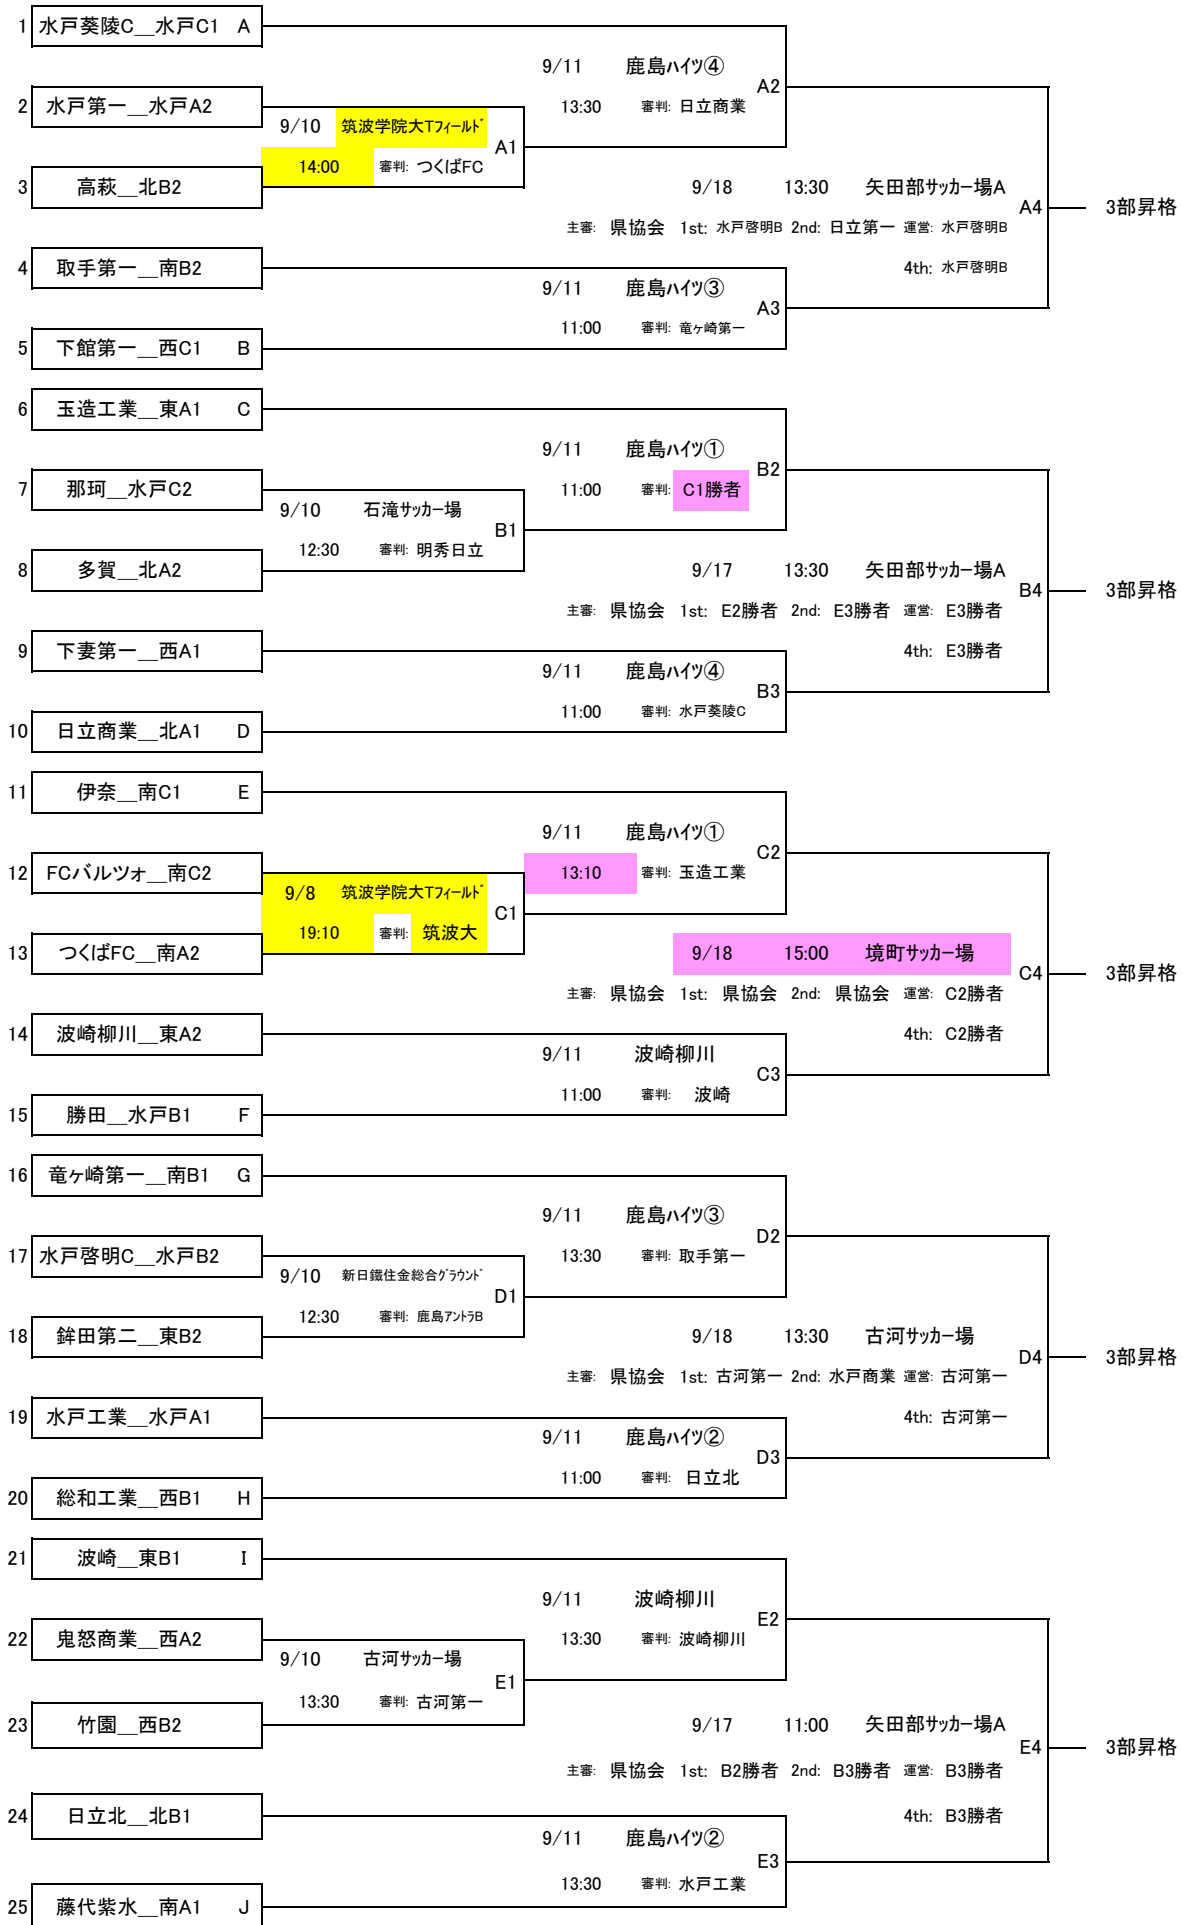 1 水戸葵陵C__水戸C1 A
9/11 鹿島ハイツ④
A2
2 水戸第一__水戸A2
13:30 審判: 日立商業
9/10 筑波学院大Tフィールド
A1
14:00 審判: つくばFC
3 高萩__北B2
9/18 13:30 矢田部サッカー場A
A4 3部昇格
主審: 県協会 1st: 水戸啓明B 2nd: 日立第一 運営: 水戸啓明B
4 取手第一__南B2
4th: 水戸啓明B
9/11 鹿島ハイツ③
A3
11:00 審判: 竜ヶ崎第一
5 下館第一__西C1 B
6 玉造工業__東A1 C
9/11 鹿島ハイツ①
B2
7 那珂__水戸C2
11:00 審判: C1勝者
9/10 石滝サッカー場
B1
12:30 審判: 明秀日立
8 多賀__北A2
9/17 13:30 矢田部サッカー場A
B4 3部昇格
主審: 県協会 1st: E2勝者 2nd: E3勝者 運営: E3勝者
9 下妻第一__西A1
4th: E3勝者
9/11 鹿島ハイツ④
B3
11:00 審判: 水戸葵陵C
10 日立商業__北A1 D
11 伊奈__南C1 E
9/11 鹿島ハイツ①
C2
12 FCバルツォ__南C2
13:10 審判: 玉造工業
9/8 筑波学院大Tフィールド
C1
19:10 審判: 筑波大
13 つくばFC__南A2
9/18 15:00 境町サッカー場
C4 3部昇格
主審: 県協会 1st: 県協会 2nd: 県協会 運営: C2勝者
14 波崎柳川__東A2
4th: C2勝者
9/11 波崎柳川
C3
11:00 審判: 波崎
15 勝田__水戸B1 F
16 竜ヶ崎第一__南B1 G
9/11 鹿島ハイツ③
D2
17 水戸啓明C__水戸B2
13:30 審判: 取手第一
9/10 新日鐵住金総合グラウンド
D1
12:30 審判: 鹿島アントラB
18 鉾田第二__東B2
9/18 13:30 古河サッカー場
D4 3部昇格
主審: 県協会 1st: 古河第一 2nd: 水戸商業 運営: 古河第一
19 水戸工業__水戸A1
4th: 古河第一
9/11 鹿島ハイツ②
D3
11:00 審判: 日立北
20 総和工業__西B1 H
21 波崎__東B1 I
9/11 波崎柳川
E2
22 鬼怒商業__西A2
13:30 審判: 波崎柳川
9/10 古河サッカー場
E1
13:30 審判: 古河第一
23 竹園__西B2
9/17 11:00 矢田部サッカー場A
E4 3部昇格
主審: 県協会 1st: B2勝者 2nd: B3勝者 運営: B3勝者
24 日立北__北B1
4th: B3勝者
9/11 鹿島ハイツ②
E3
13:30 審判: 水戸工業
25 藤代紫水__南A1 J